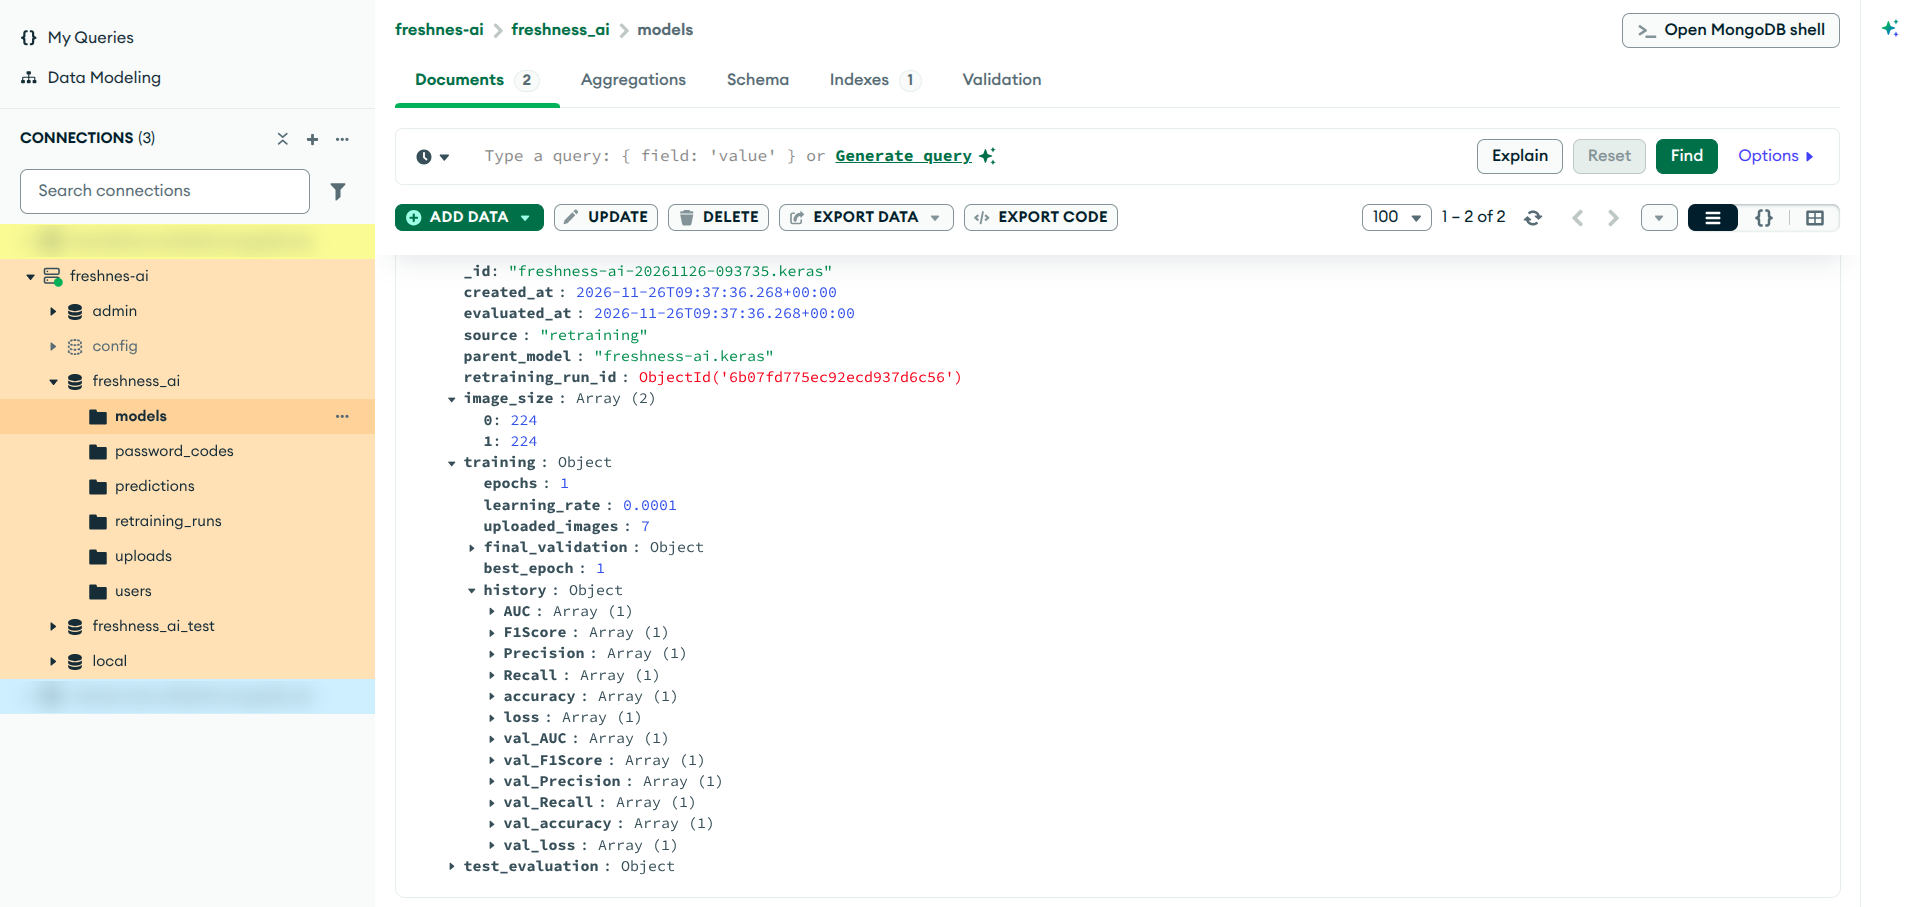 My Queries
Data Modeling
CONNECTIONS (3)
Search connections
freshnes-ai
admin
config
freshness_ai
models
password_codes
predictions
retraining_runs
uploads
users
freshness_ai_test
local
freshnes-ai > freshness_ai > models
>_ Open MongoDB shell
Documents 2 Aggregations Schema Indexes 1 Validation
Type a query: { field: 'value' } or Generate query
Explain Reset Find Options
ADD DATA UPDATE DELETE EXPORT DATA EXPORT CODE
100 1 – 2 of 2
_id: "freshness-ai-20261126-093735.keras"
created_at : 2026-11-26T09:37:36.268+00:00
evaluated_at : 2026-11-26T09:37:36.268+00:00
source : "retraining"
parent_model : "freshness-ai.keras"
retraining_run_id : ObjectId('6b07fd775ec92ecd937d6c56')
image_size : Array (2)
0: 224
1: 224
training : Object
epochs : 1
learning_rate : 0.0001
uploaded_images : 7
final_validation : Object
best_epoch : 1
history : Object
AUC : Array (1)
F1Score : Array (1)
Precision : Array (1)
Recall : Array (1)
accuracy : Array (1)
loss : Array (1)
val_AUC : Array (1)
val_F1Score : Array (1)
val_Precision : Array (1)
val_Recall : Array (1)
val_accuracy : Array (1)
val_loss : Array (1)
test_evaluation : Object